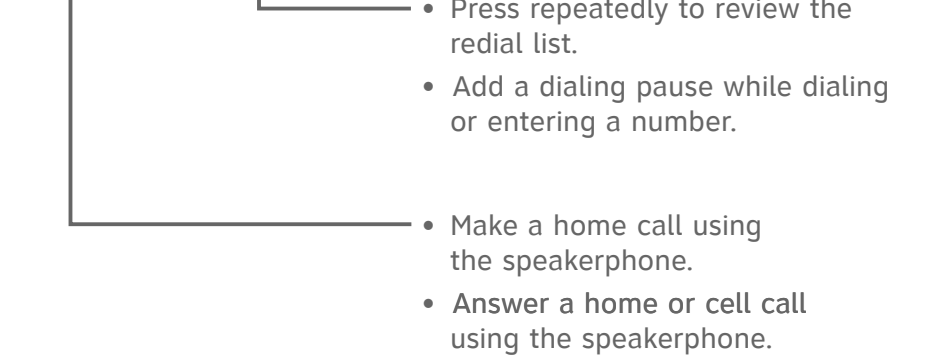 • Press repeatedly to review the
redial list.
• Add a dialing pause while dialing
or entering a number.
• Make a home call using
the speakerphone.
• Answer a home or cell call
using the speakerphone.